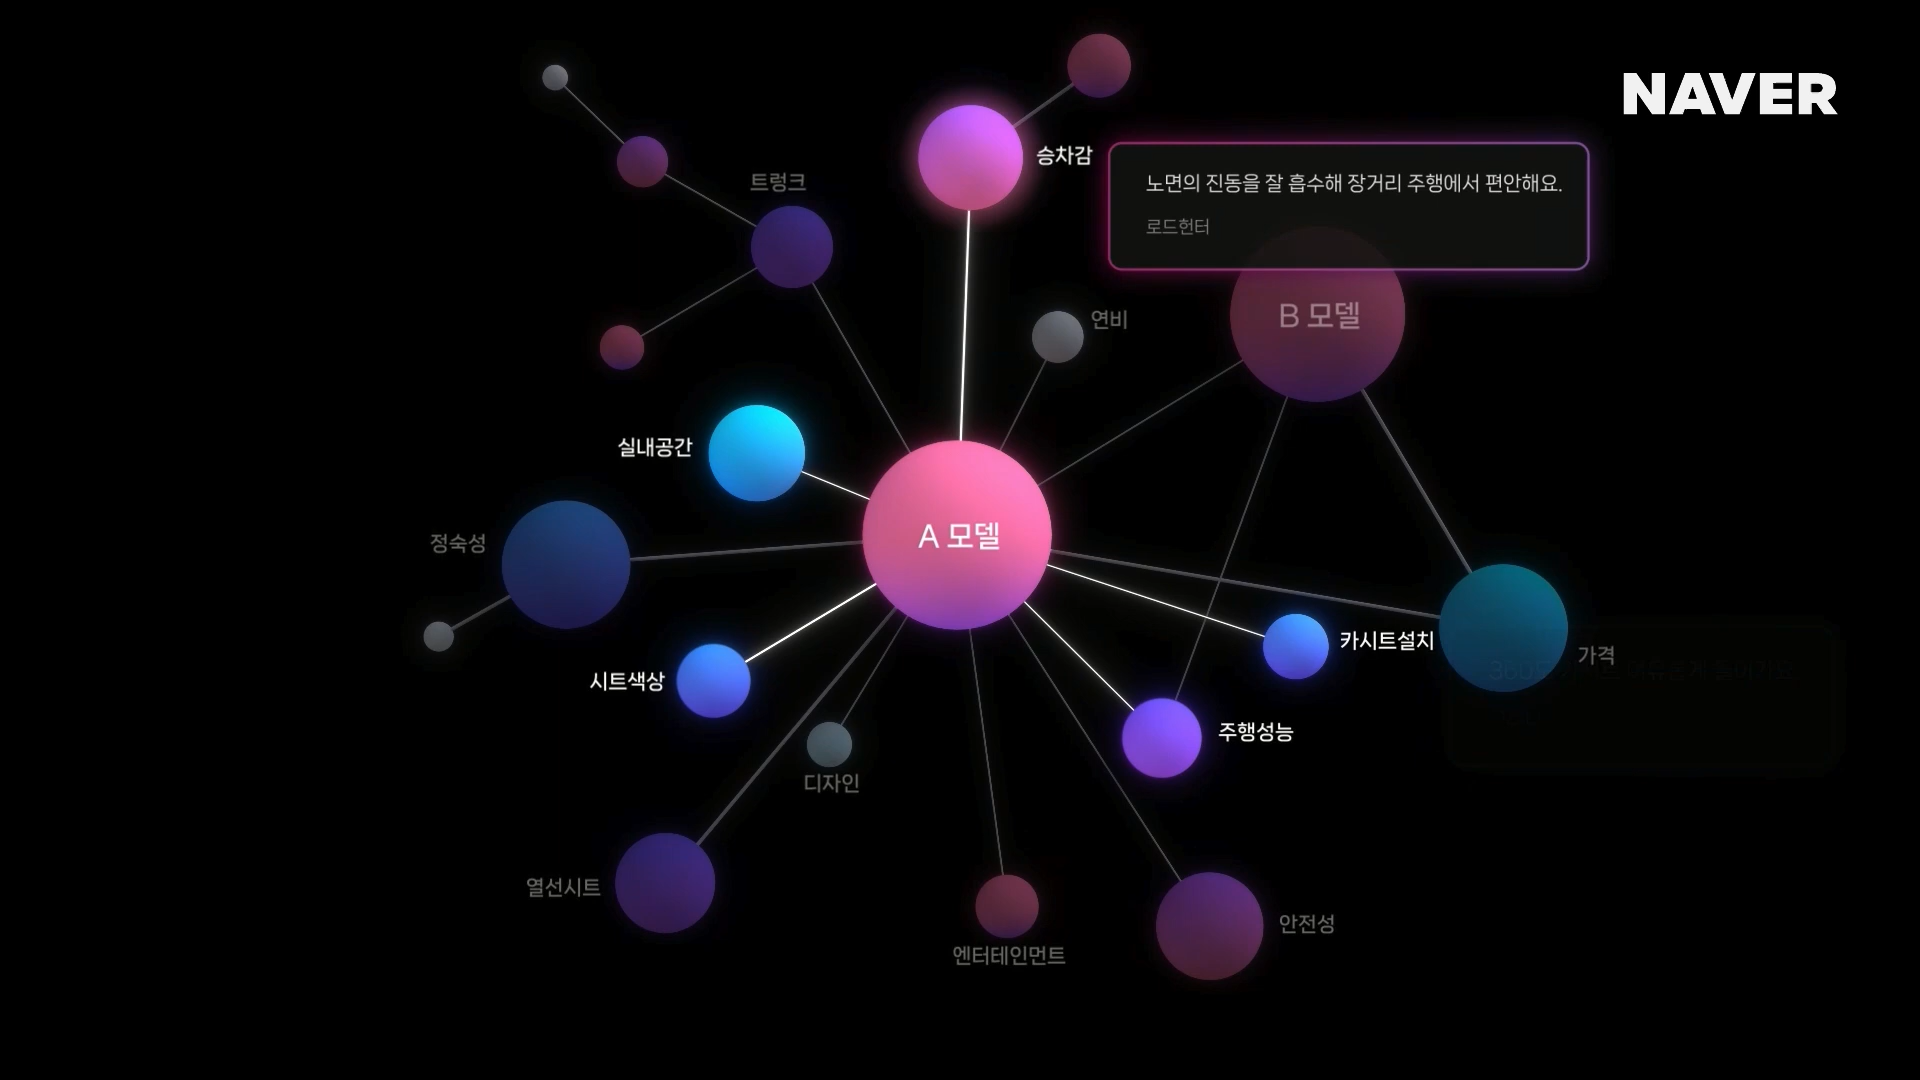 NAVER
승차감
노면의 진동을 잘 흡수해 장거리 주행에서 편안해요.
로드헌터
트렁크
연비
B 모델
실내공간
A 모델
정숙성
시트색상
카시트설치
가격
주행성능
디자인
열선시트
엔터테인먼트
안전성